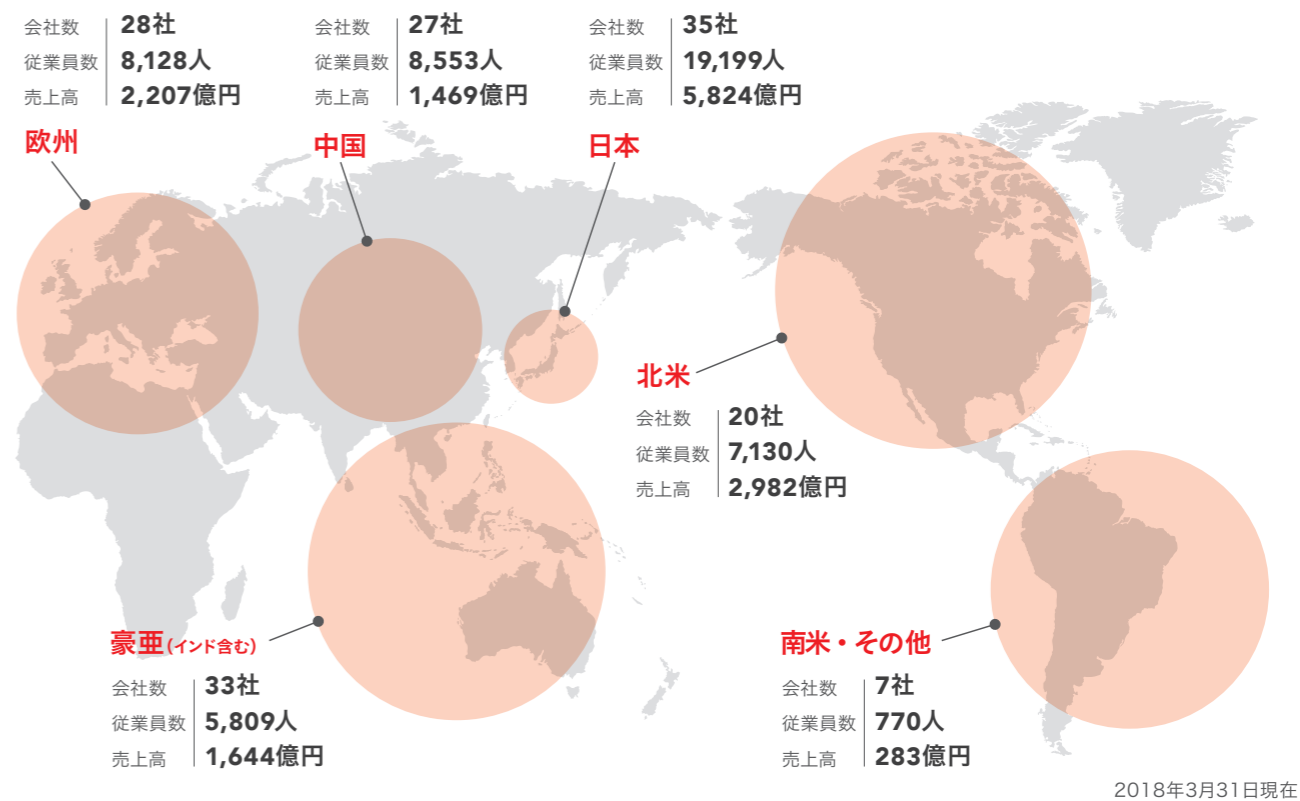 会社数 28社
従業員数 8,128人
売上高 2,207億円
欧州
会社数 27社
従業員数 8,553人
売上高 1,469億円
中国
会社数 35社
従業員数 19,199人
売上高 5,824億円
日本
北米
会社数 20社
従業員数 7,130人
売上高 2,982億円
豪亜(インド含む)
会社数 33社
従業員数 5,809人
売上高 1,644億円
南米・その他
会社数 7社
従業員数 770人
売上高 283億円
2018年3月31日現在